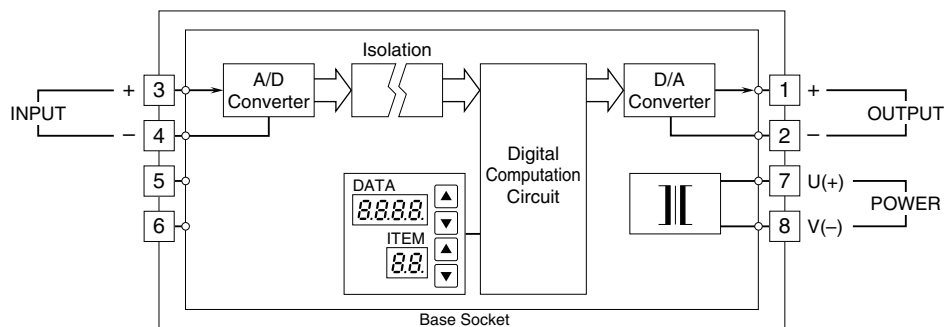 Isolation
A/D
Converter
D/A
Converter
INPUT
+
3
–
4
5
6
1
+
2
–
OUTPUT
7
U(+)
8
V(–)
POWER
Digital
Computation
Circuit
DATA
8.8.8.8.
ITEM
8.8.
Base Socket